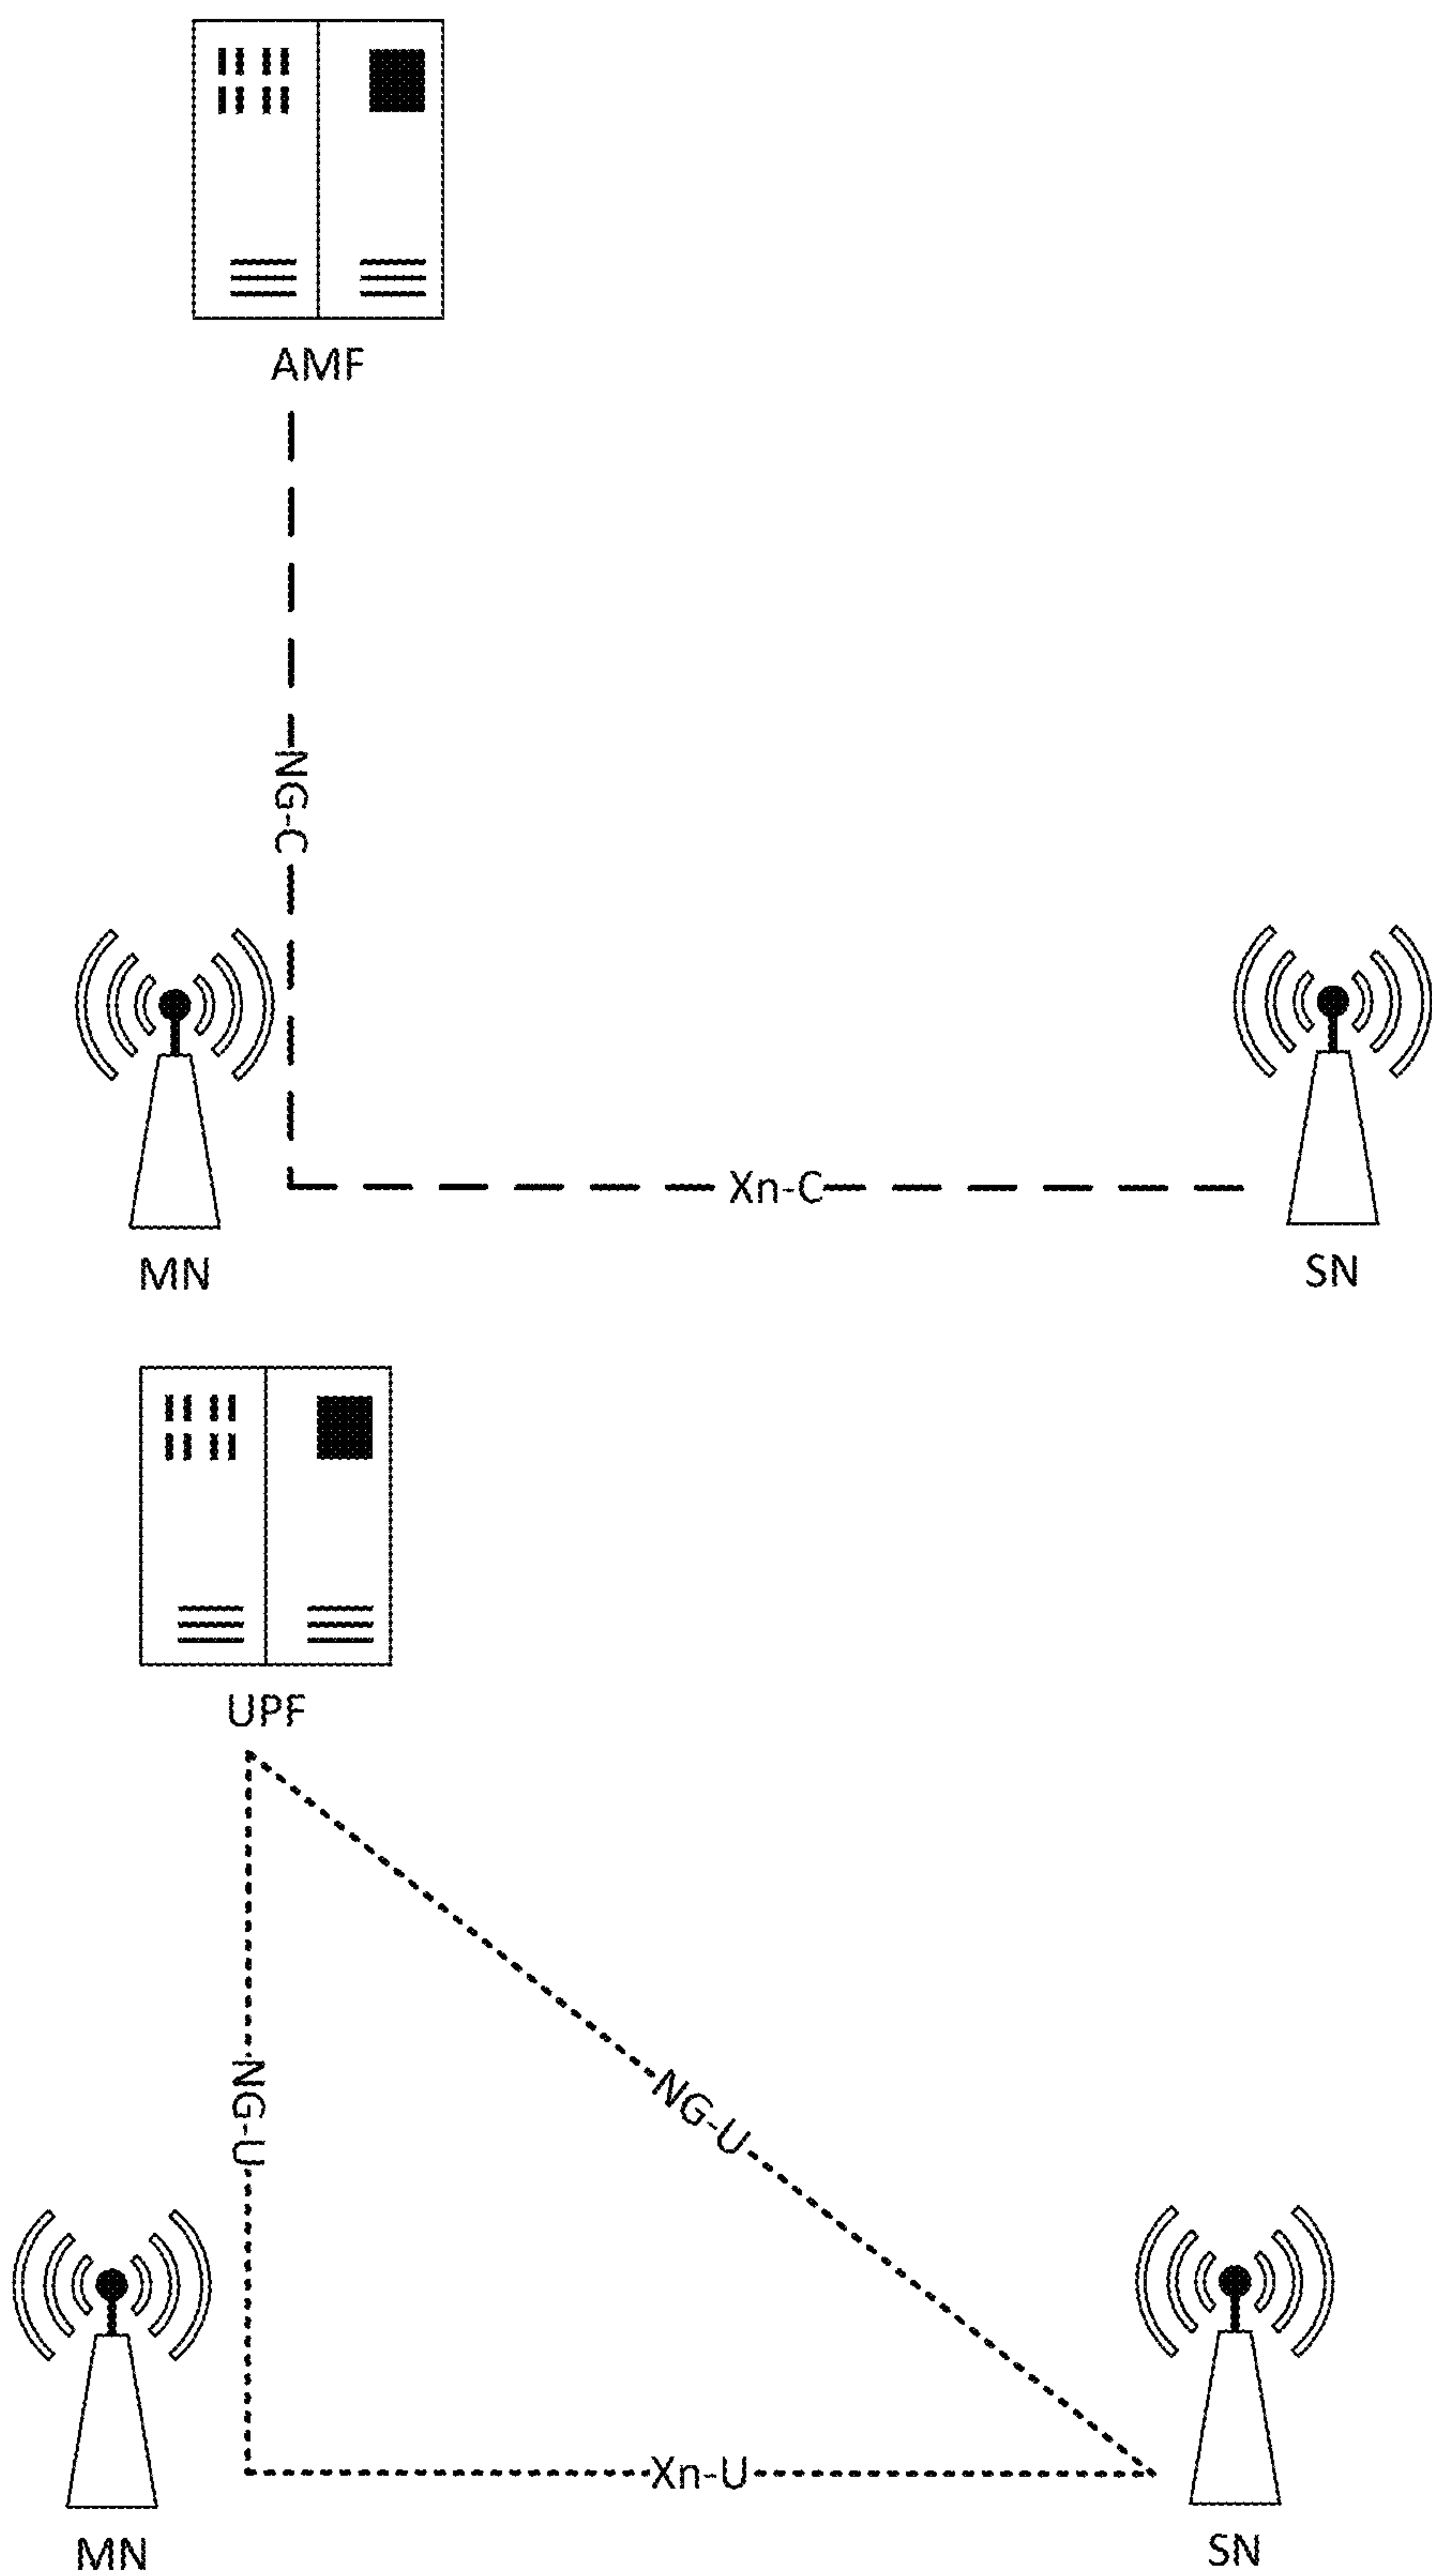 AMF
NG-C
Xn-C
MN
SN
UPF
NG-U
NG-U
Xn-U
MN
SN